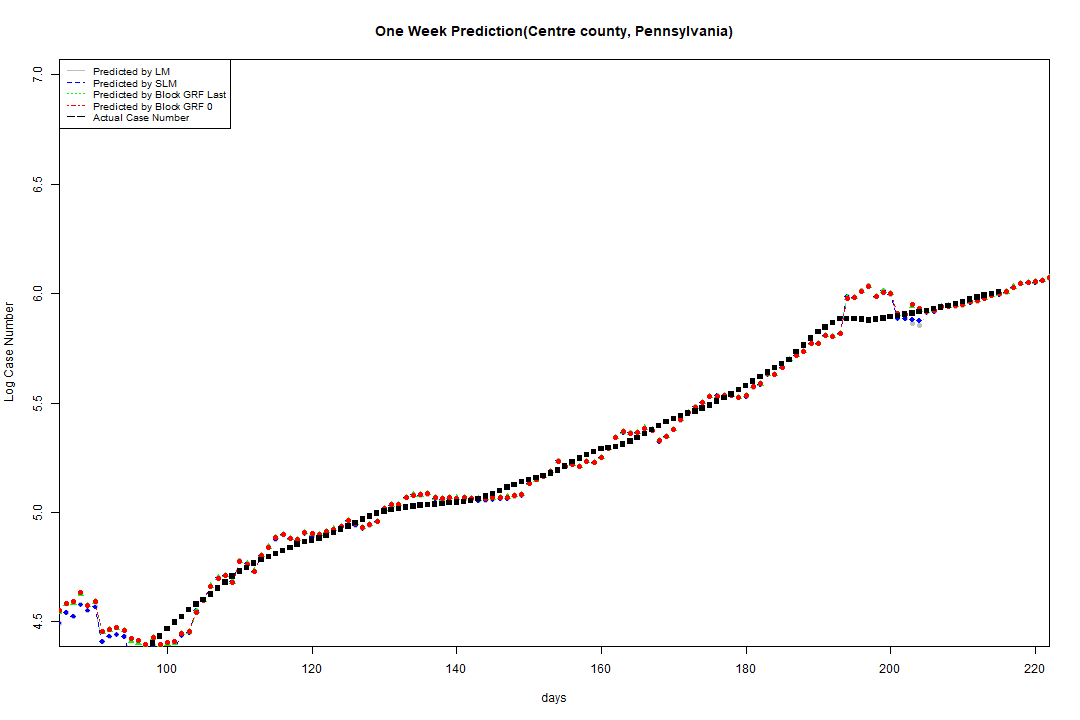 One Week Prediction(Centre county, Pennsylvania)
Predicted by LM
Predicted by SLM
Predicted by Block GRF Last
Predicted by Block GRF 0
Actual Case Number
7.0
6.5
6.0
5.5
5.0
4.5
Log Case Number
100 120 140 160 180 200 220
days